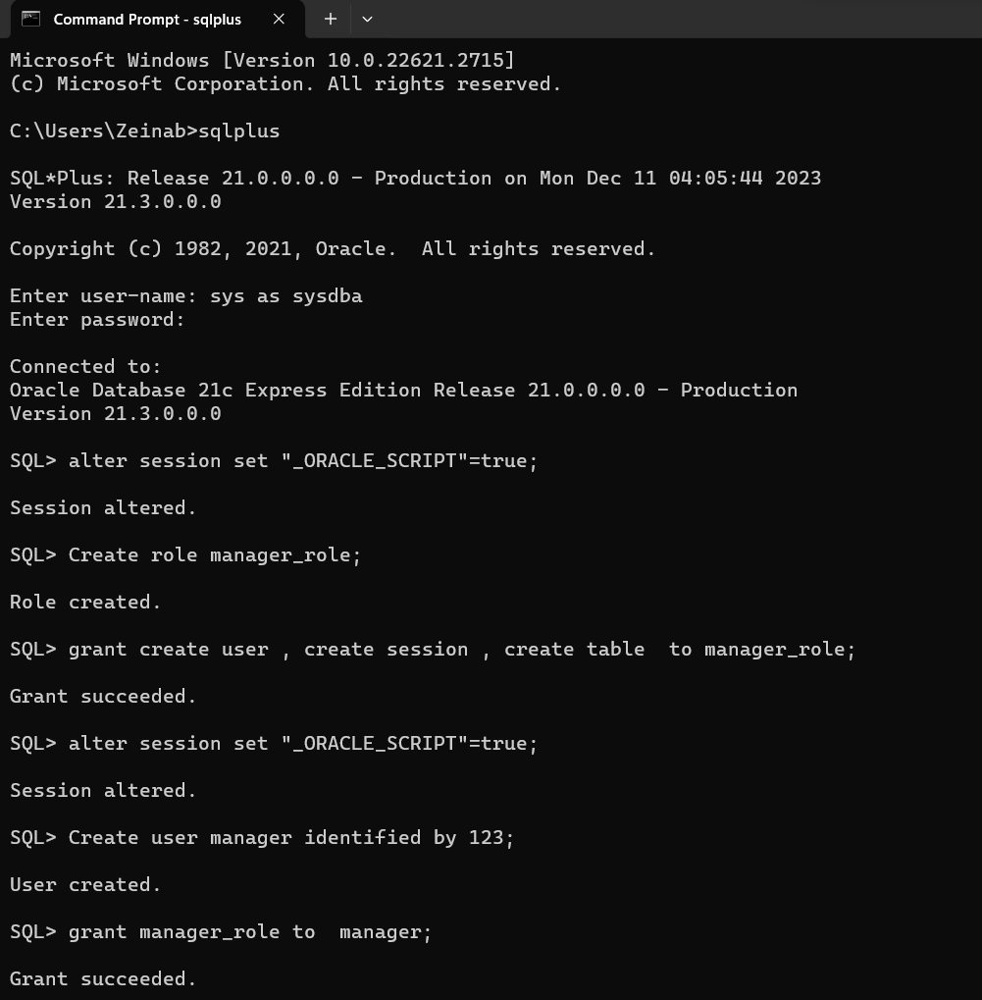 Command Prompt - sqlplus
Microsoft Windows [Version 10.0.22621.2715]
(c) Microsoft Corporation. All rights reserved.
C:\Users\Zeinab>sqlplus
SQL*Plus: Release 21.0.0.0.0 - Production on Mon Dec 11 04:05:44 2023
Version 21.3.0.0.0
Copyright (c) 1982, 2021, Oracle.  All rights reserved.
Enter user-name: sys as sysdba
Enter password:
Connected to:
Oracle Database 21c Express Edition Release 21.0.0.0.0 - Production
Version 21.3.0.0.0
SQL> alter session set "_ORACLE_SCRIPT"=true;
Session altered.
SQL> Create role manager_role;
Role created.
SQL> grant create user , create session , create table  to manager_role;
Grant succeeded.
SQL> alter session set "_ORACLE_SCRIPT"=true;
Session altered.
SQL> Create user manager identified by 123;
User created.
SQL> grant manager_role to  manager;
Grant succeeded.